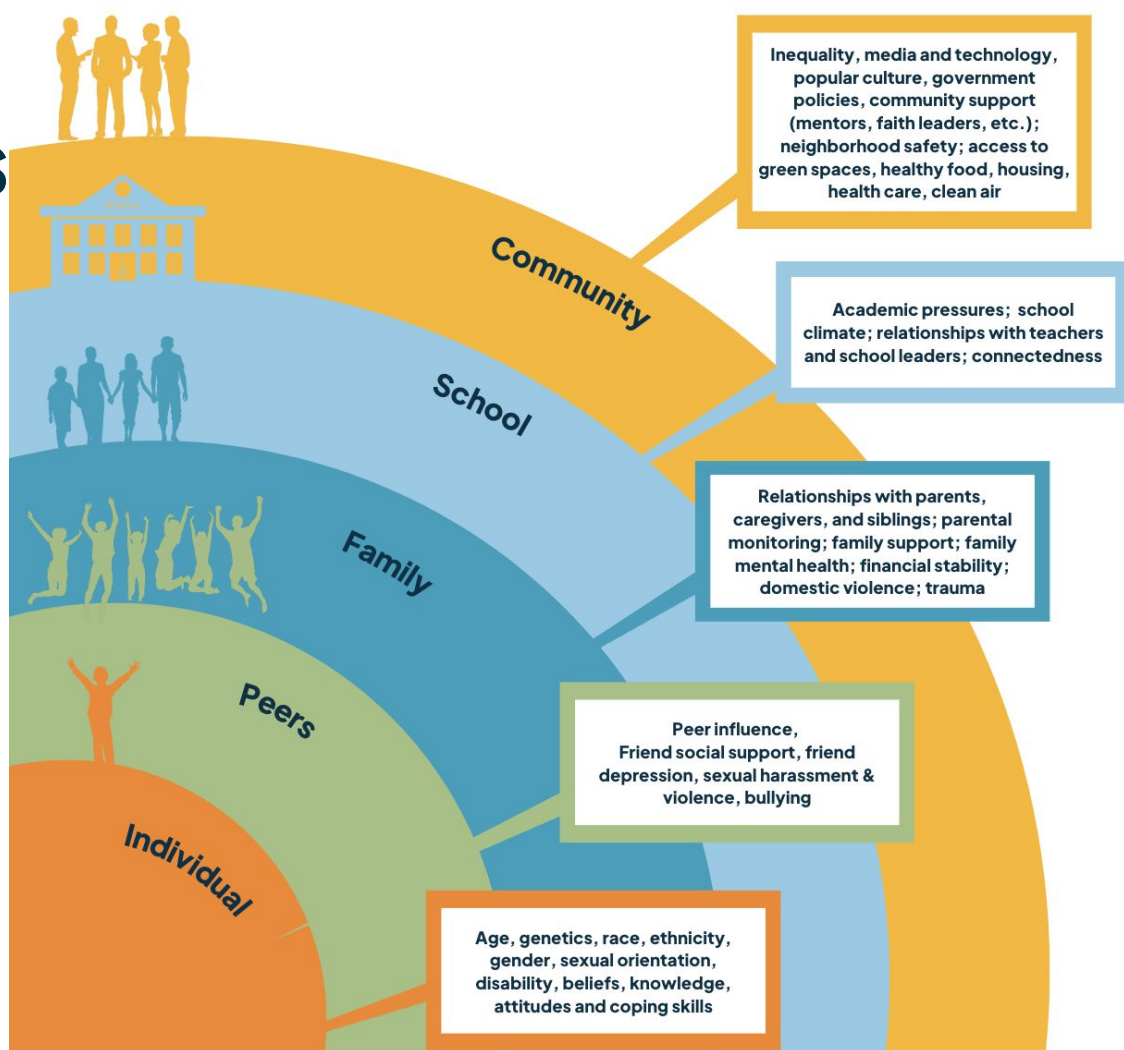 Inequality, media and technology,
popular culture, government
policies, community support
(mentors, faith leaders, etc.);
neighborhood safety; access to
green spaces, healthy food, housing,
health care, clean air
Community
Academic pressures; school
climate; relationships with teachers
and school leaders; connectedness
School
Relationships with parents,
caregivers, and siblings; parental
monitoring; family support; family
mental health; financial stability;
domestic violence; trauma
Family
Peer influence,
Friend social support, friend
depression, sexual harassment &
violence, bullying
Peers
Age, genetics, race, ethnicity,
gender, sexual orientation,
disability, beliefs, knowledge,
attitudes and coping skills
Individual